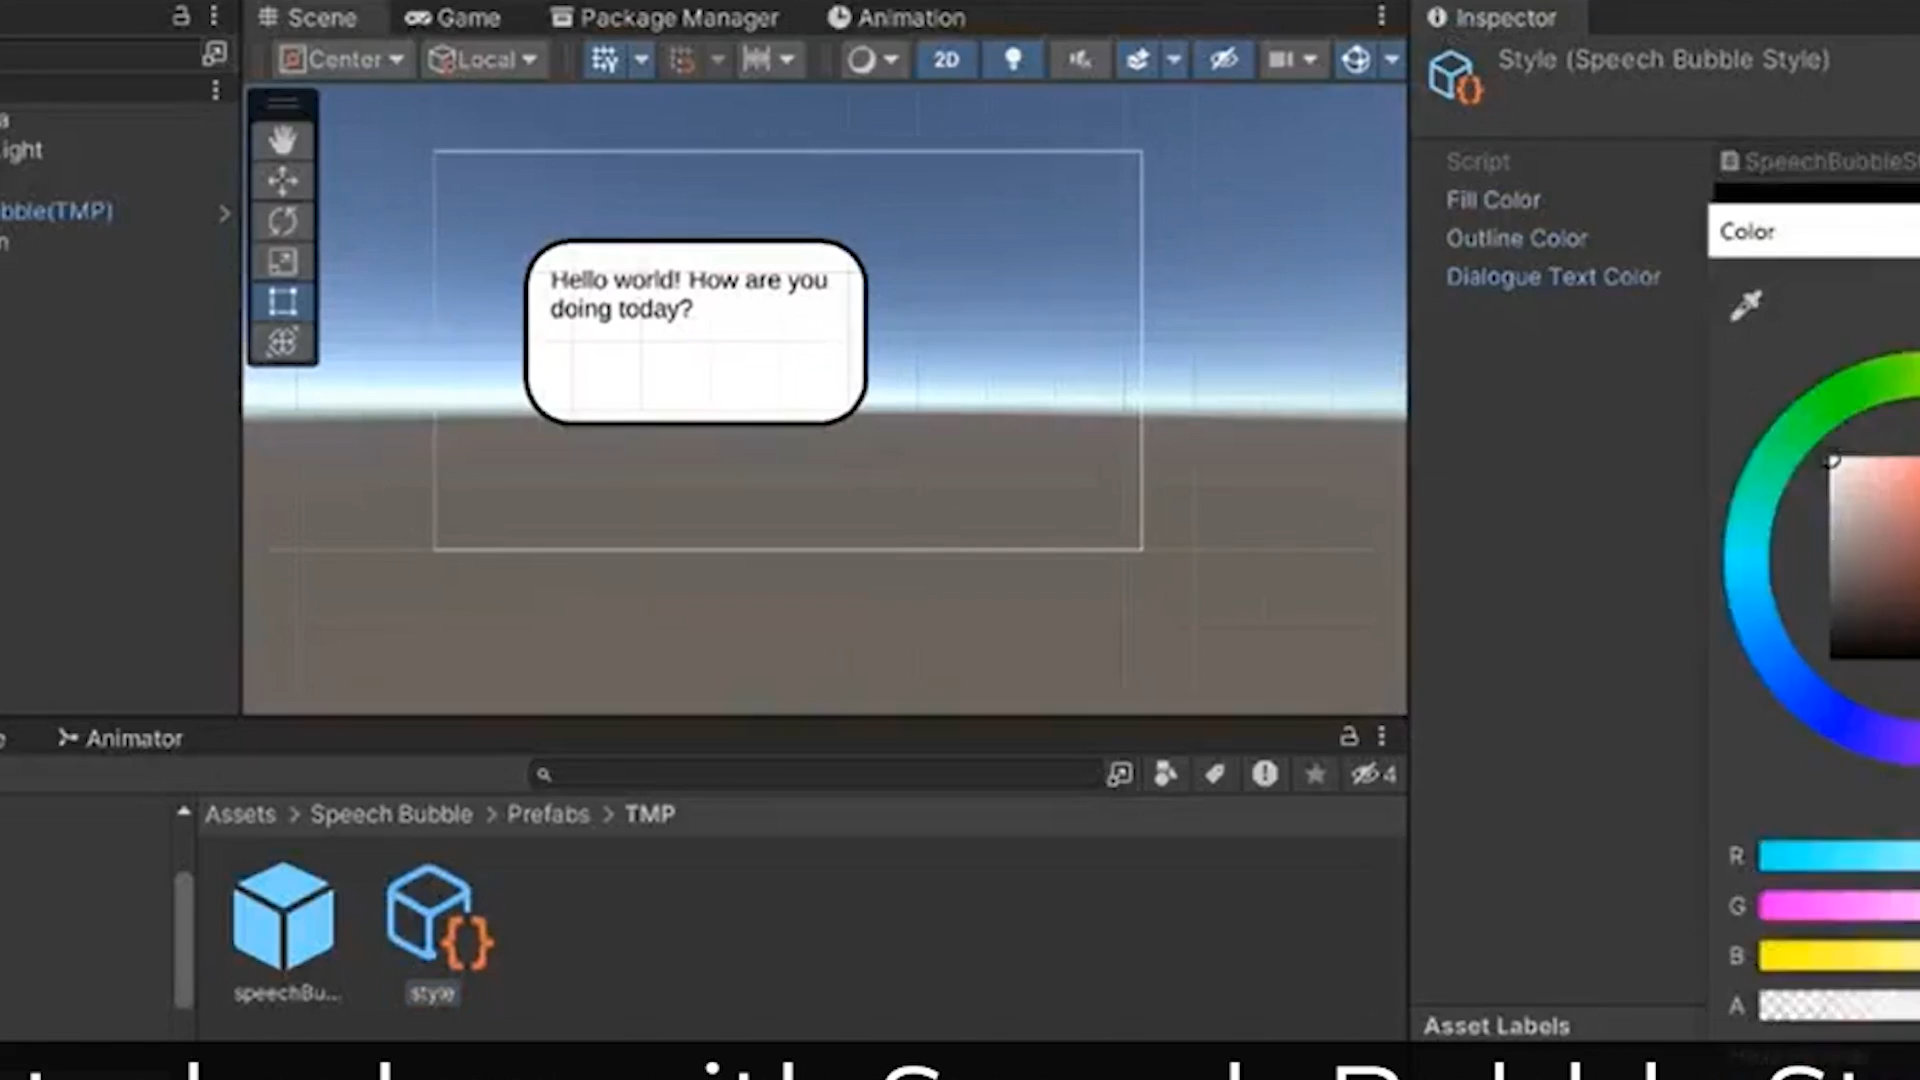 Scene Game Package Manager Animation
Inspector
Center Local 2D
Style (Speech Bubble Style)
ight
bble(TMP)
Script
SpeechBubbleSt
Fill Color
Outline Color
Dialogue Text Color
Color
Hello world! How are you
doing today?
Animator
4
Assets > Speech Bubble > Prefabs > TMP
speechBu...
style
R
G
B
A
Asset Labels